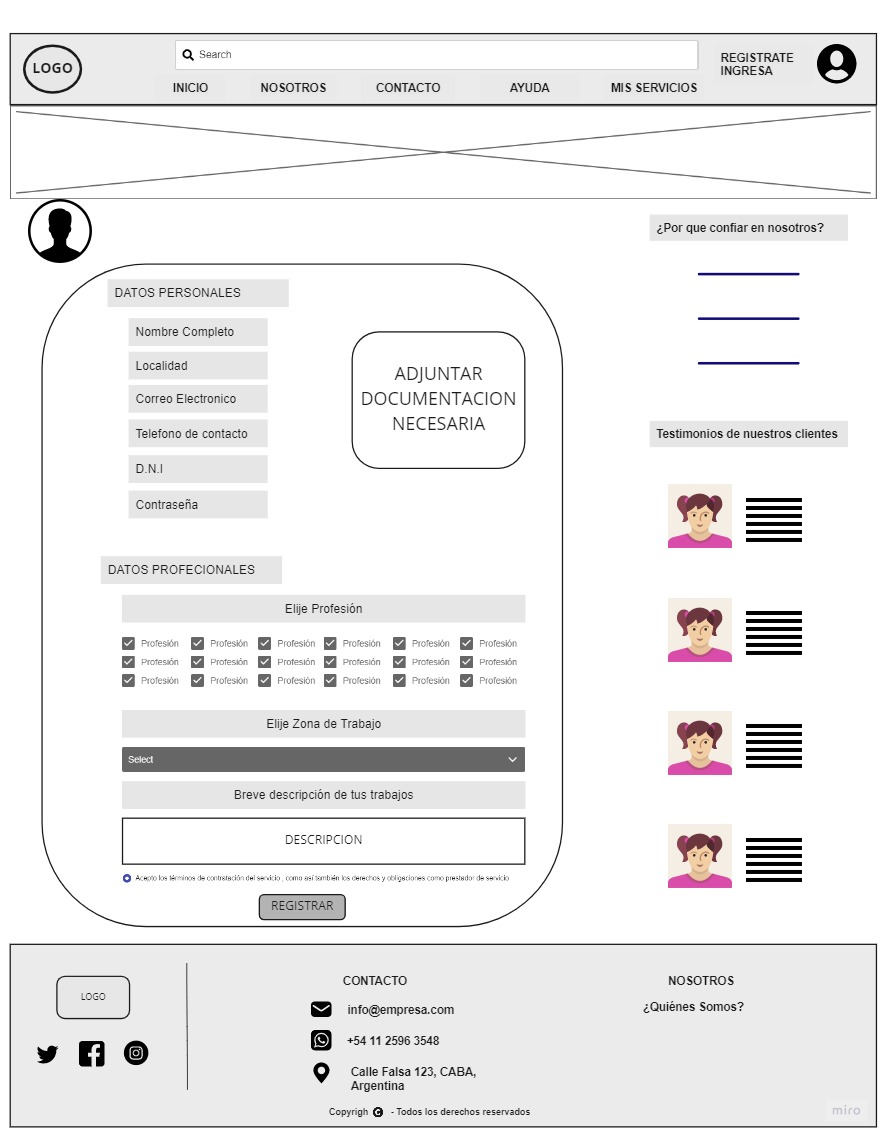 LOGO
Search
REGISTRATE
INGRESA
INICIO NOSOTROS CONTACTO AYUDA MIS SERVICIOS
¿Por que confiar en nosotros?
DATOS PERSONALES
Nombre Completo
Localidad
Correo Electronico
Telefono de contacto
D.N.I
Contraseña
ADJUNTAR
DOCUMENTACION
NECESARIA
Testimonios de nuestros clientes
DATOS PROFECIONALES
Elije Profesión
Profesión Profesión Profesión Profesión Profesión Profesión
Profesión Profesión Profesión Profesión Profesión Profesión
Profesión Profesión Profesión Profesión Profesión Profesión
Elije Zona de Trabajo
Select
Breve descripción de tus trabajos
DESCRIPCION
Acepto los términos de contratación del servicio , como así también los derechos y obligaciones como prestador de servicio
REGISTRAR
LOGO
CONTACTO
info@empresa.com
+54 11 2596 3548
Calle Falsa 123, CABA,
Argentina
NOSOTROS
¿Quiénes Somos?
Copyrigh C - Todos los derechos reservados
miro